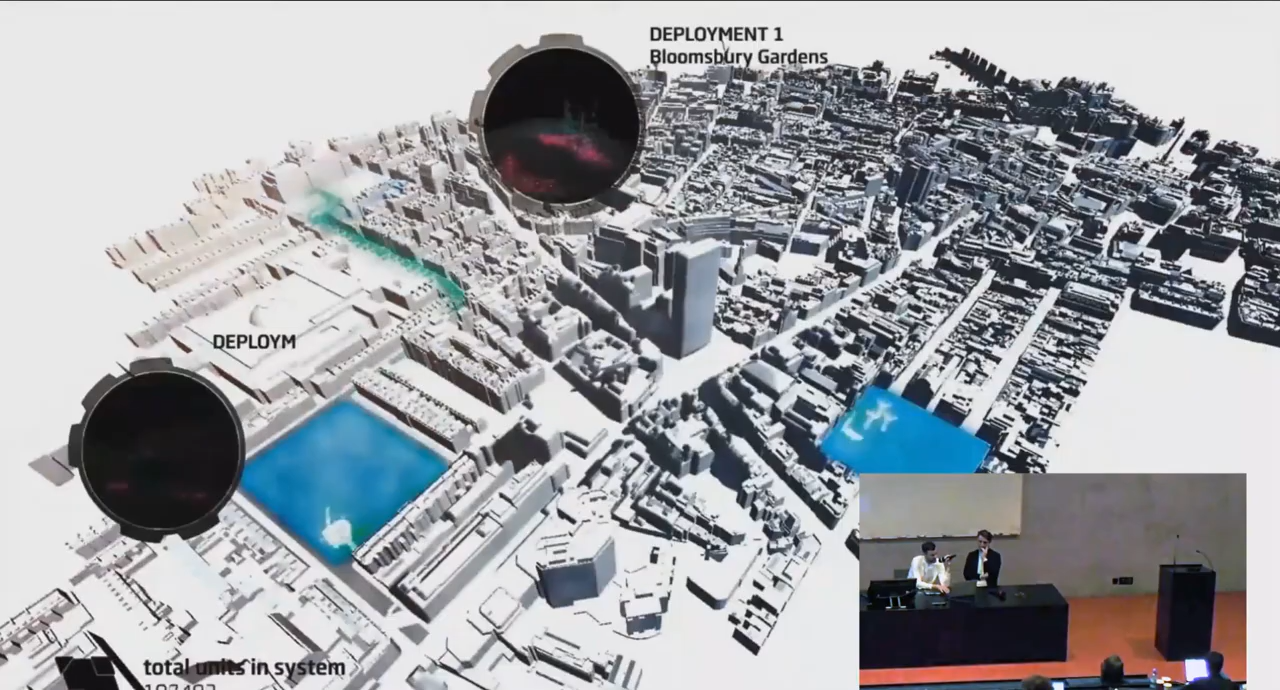 DEPLOYMENT 1
Bloomsbury Gardens
DEPLOYM
total units in system